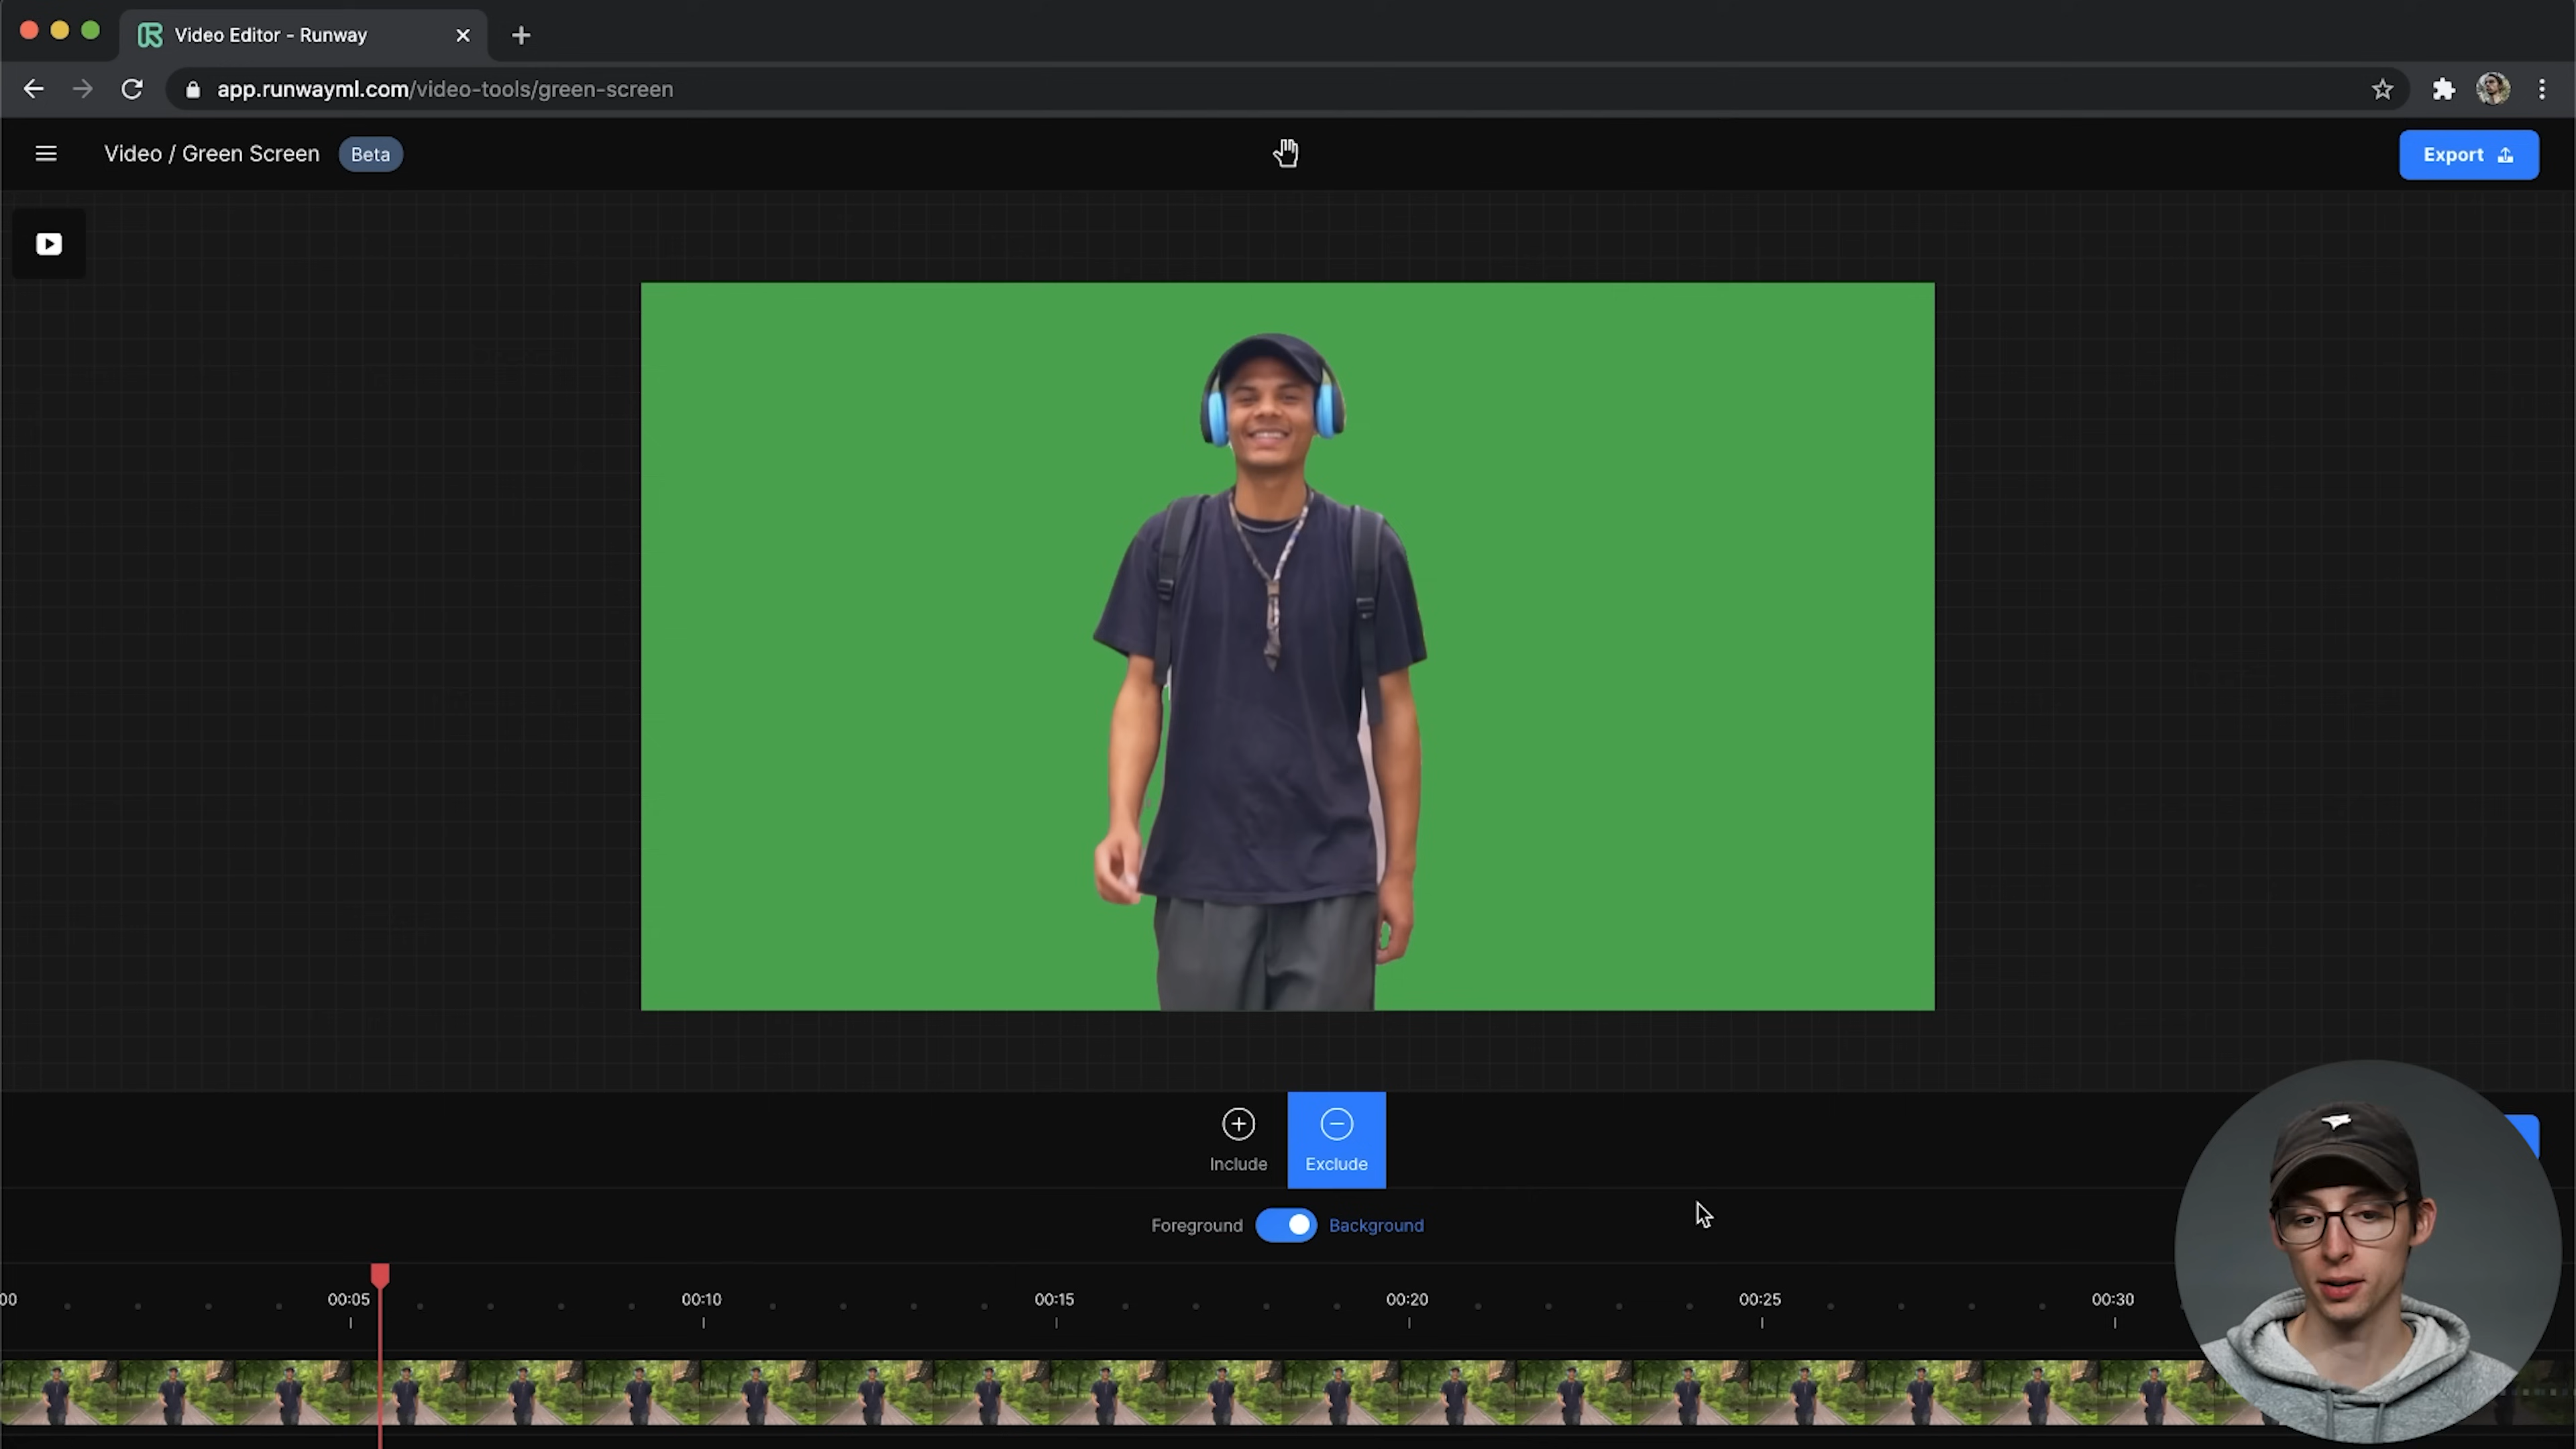 Video Editor - Runway
app.runwayml.com/video-tools/green-screen
Video / Green Screen Beta
Export
Include Exclude
Foreground Background
00 00:05 00:10 00:15 00:20 00:25 00:30